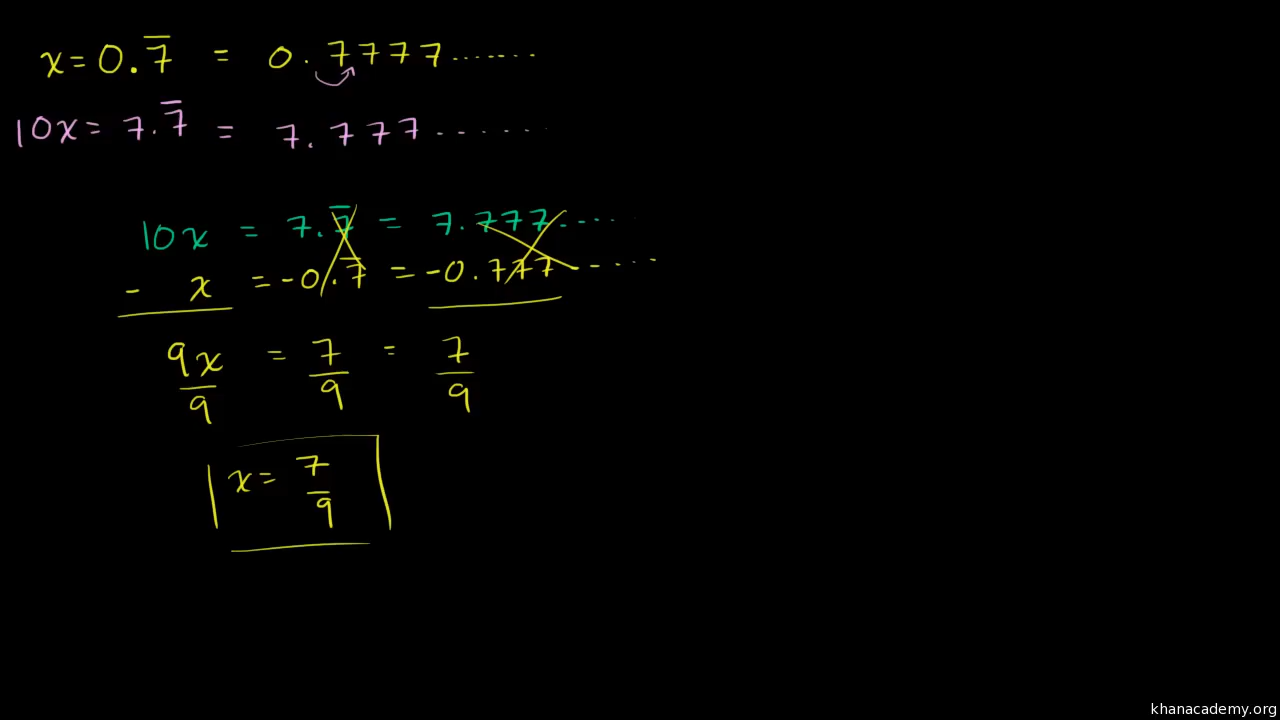 x = 0.7̅ = 0.7777.......
10x = 7.7̅ = 7.777.......
10x = 7.7̅ = 7.777.....
- x = -0.7̅ = -0.777.....
9x/9 = 7/9 = 7/9
x = 7/9
khanacademy.org